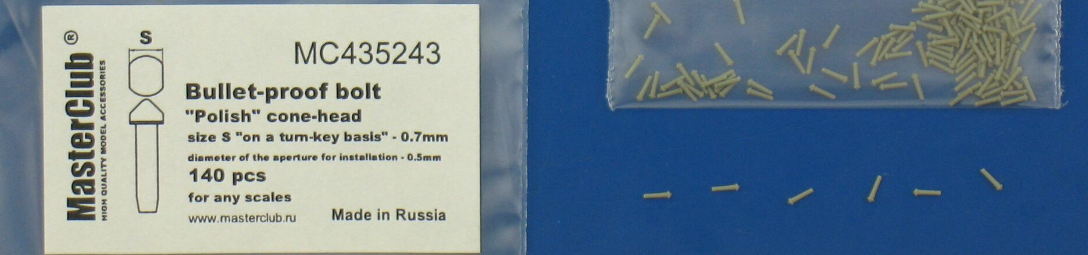 MasterClub®
HIGH QUALITY MODEL ACCESSORIES
S
MC435243
Bullet-proof bolt
"Polish" cone-head
size S "on a turn-key basis" - 0.7mm
diameter of the aperture for installation - 0.5mm
140 pcs
for any scales
www.masterclub.ru
Made in Russia